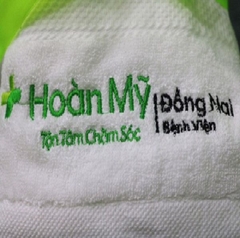 Hoàn Mỹ
Tận Tâm Chăm Sóc
Đồng Nai
Bệnh Viện